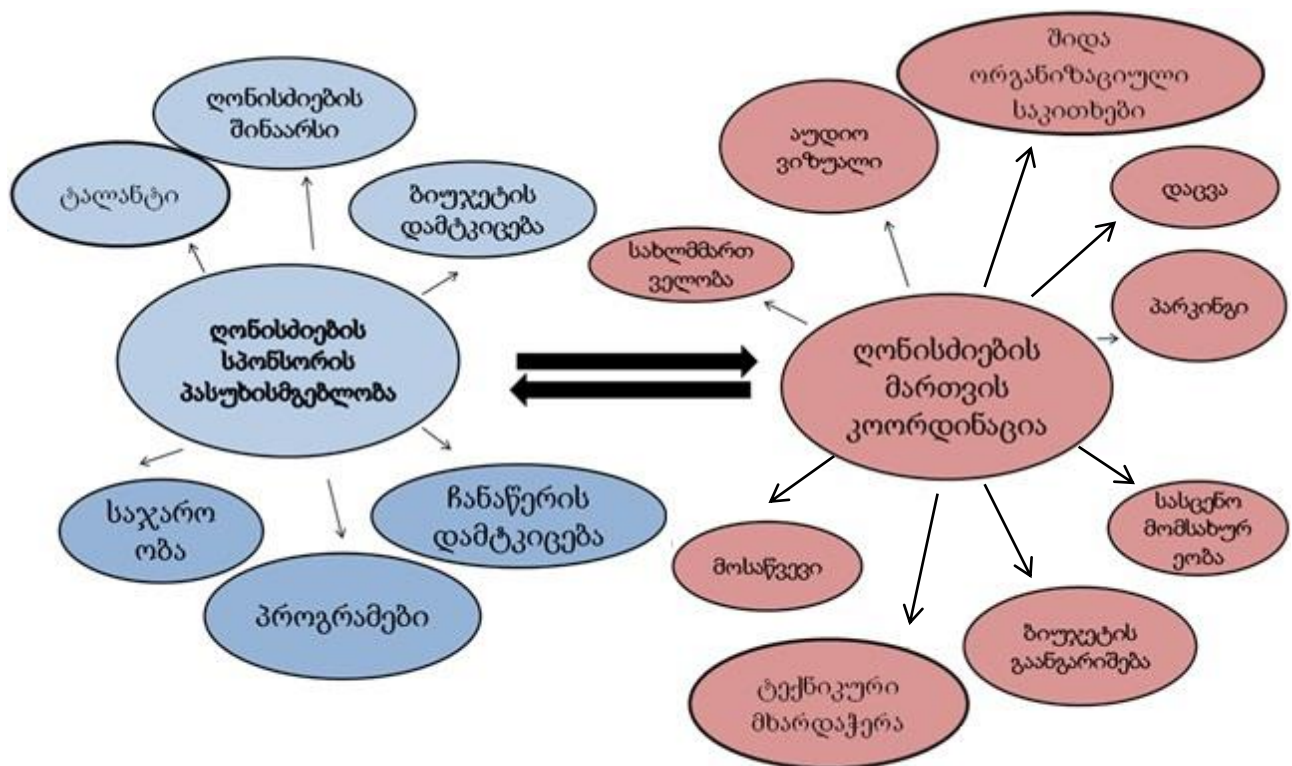 ღონისძიების
შინაარსი
ტალანტი
ბიუჯეტის
დამტკიცება
ღონისძიების
სპონსორის
პასუხისმგებლობა
საჯარო
ობა
პროგრამები
ჩანაწერის
დამტკიცება
შიდა
ორგანიზაციული
საკითხები
აუდიო
ვიზუალი
დაცვა
სახლმმართ
ველობა
პარკინგი
ღონისძიების
მართვის
კოორდინაცია
სასცენო
მომსახურ
ეობა
მოსაწვევი
ბიუჯეტის
გაანგარიშება
ტექნიკური
მხარდაჭერა